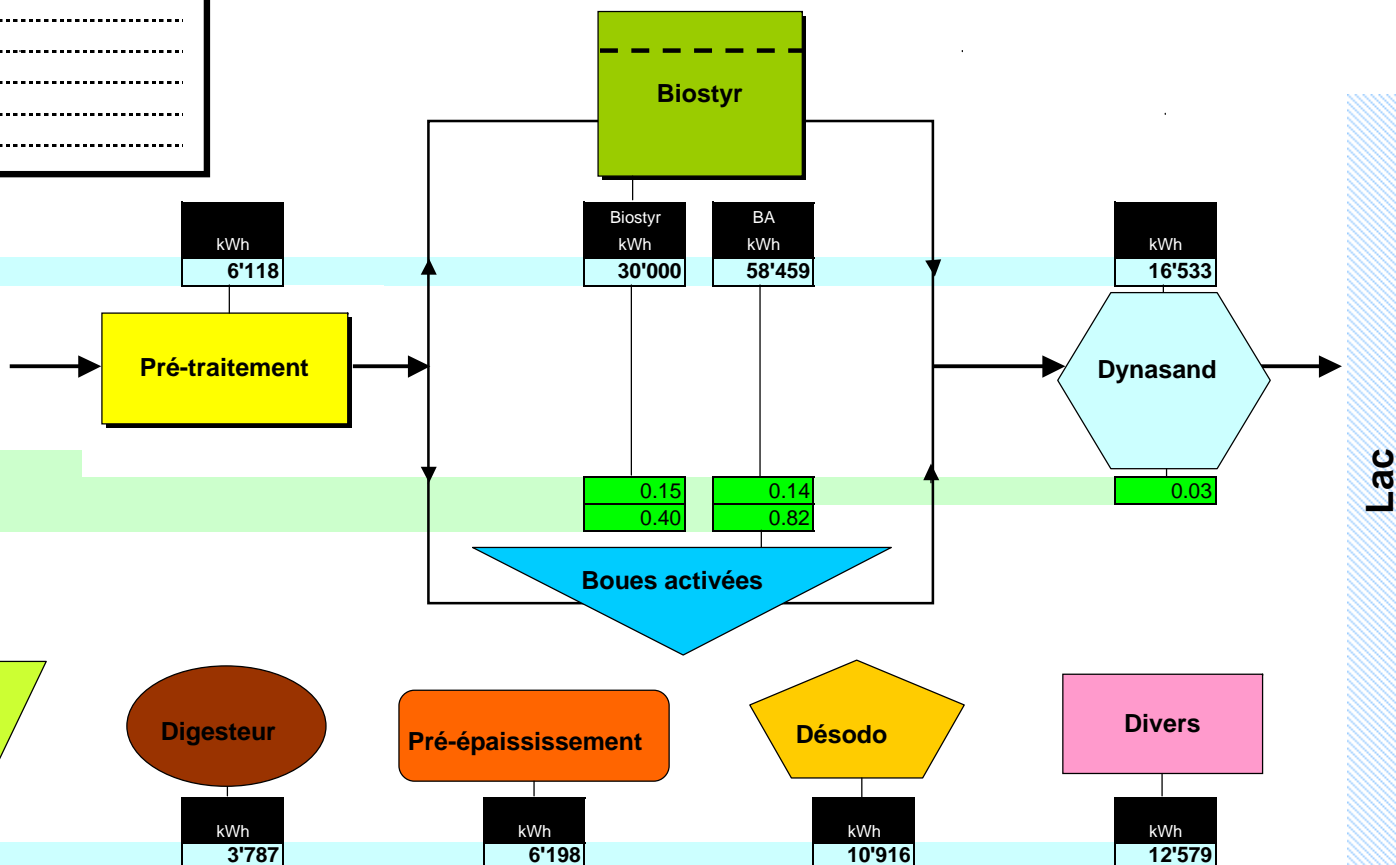 Biostyr
Biostyr BA
kWh kWh kWh kWh
6'118 30'000 58'459 16'533
Pré-traitement
Dynasand
Lac
0.15 0.14 0.03
0.40 0.82
Boues activées
Digesteur
Pré-épaississement
Désodo
Divers
kWh kWh kWh kWh
3'787 6'198 10'916 12'579